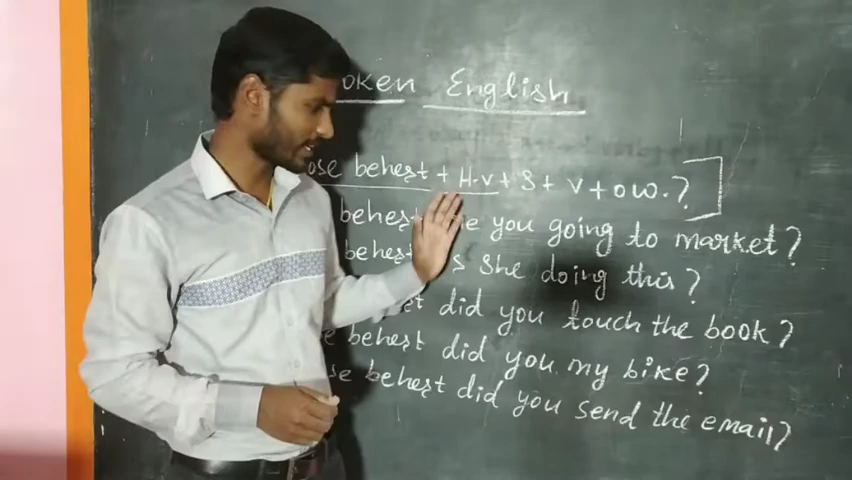 oken English
ose behest + H.V + S + V + OW.?
behest you going to market?
behest s she doing this?
did you touch the book?
behest did you my bike?
se behest did you send the email?